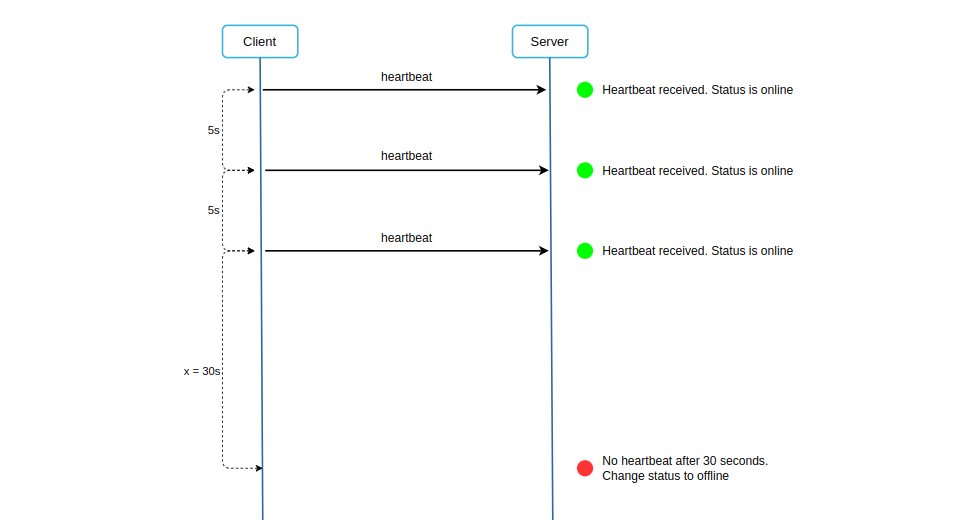 Client
Server
heartbeat
Heartbeat received. Status is online
5s
heartbeat
Heartbeat received. Status is online
5s
heartbeat
Heartbeat received. Status is online
x = 30s
No heartbeat after 30 seconds.
Change status to offline